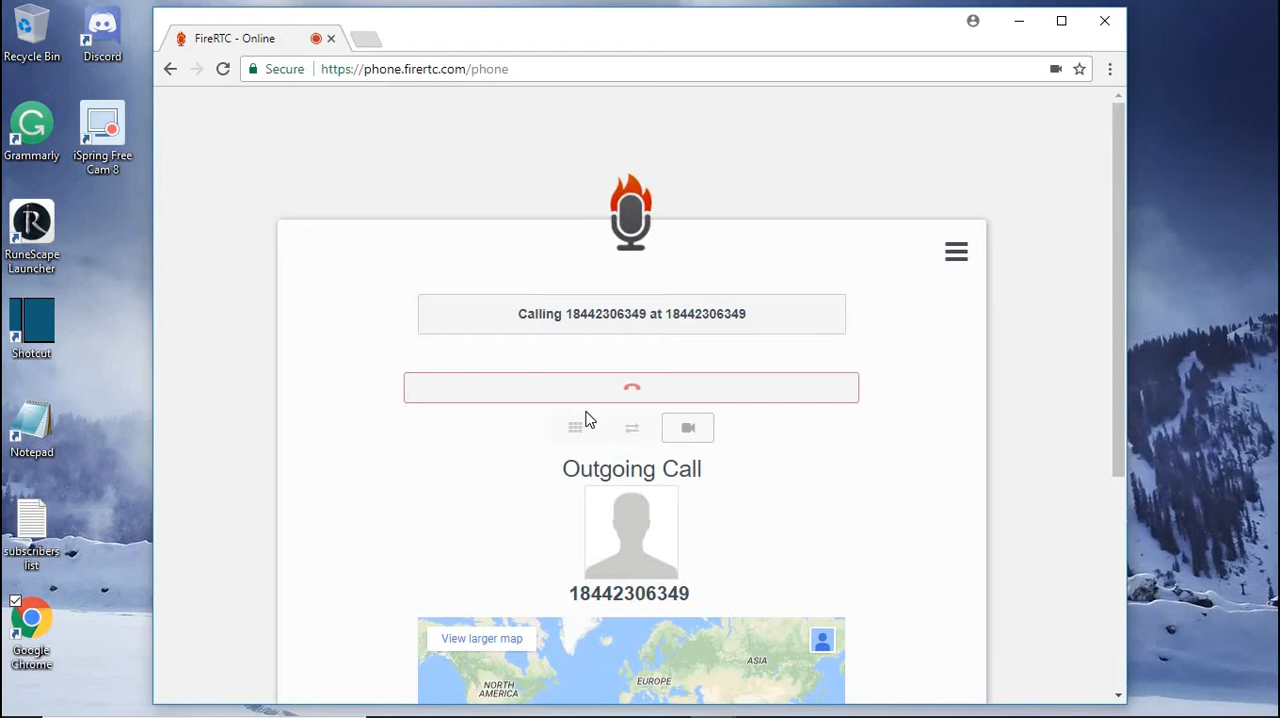 Recycle Bin
Discord
Grammarly
iSpring Free
Cam 8
RuneScape
Launcher
Shotcut
Notepad
subscribers
list
Google
Chrome
FireRTC - Online
Secure
https://phone.firertc.com/phone
Calling 18442306349 at 18442306349
Outgoing Call
18442306349
View larger map
NORTH
AMERICA
EUROPE
ASIA